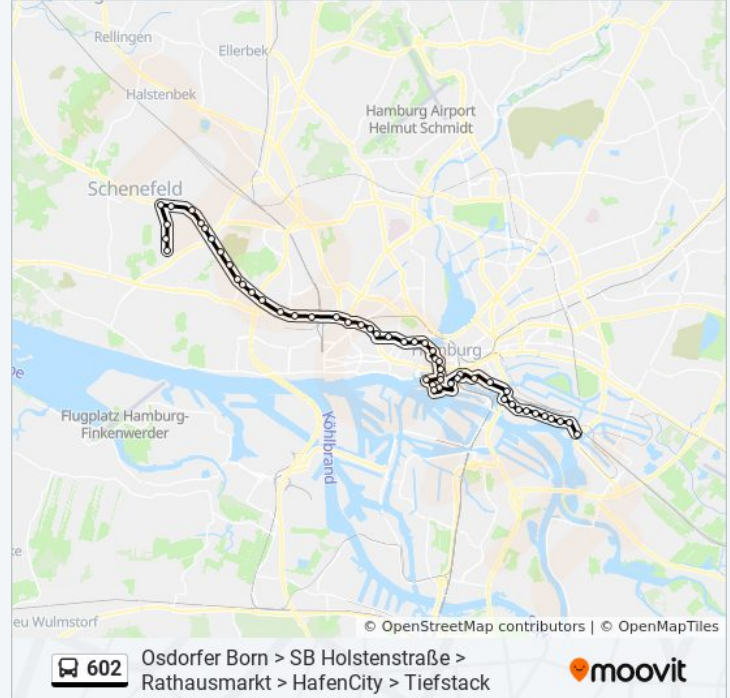 Rellingen
Ellerbek
Halstenbek
Hamburg Airport
Helmut Schmidt
Schenefeld
Flugplatz Hamburg-
Finkenwerder
Köhlbrand
eu Wulmstorf
© OpenStreetMap contributors | © OpenMapTiles
602
Osdorfer Born > SB Holstenstraße >
Rathausmarkt > HafenCity > Tiefstack
moovit